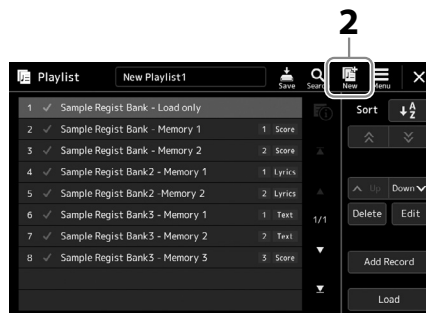 2
Playlist New Playlist1 Save Search New Menu
1 Sample Regist Bank - Load only
2 Sample Regist Bank - Memory 1 1 Score
3 Sample Regist Bank - Memory 2 2 Score
4 Sample Regist Bank2 - Memory 1 1 Lyrics
5 Sample Regist Bank2 -Memory 2 2 Lyrics
6 Sample Regist Bank3 - Memory 1 1 Text
7 Sample Regist Bank3 - Memory 2 2 Text
8 Sample Regist Bank3 - Memory 3 3 Score
1/1
Sort A Z
Up Down
Delete Edit
Add Record
Load